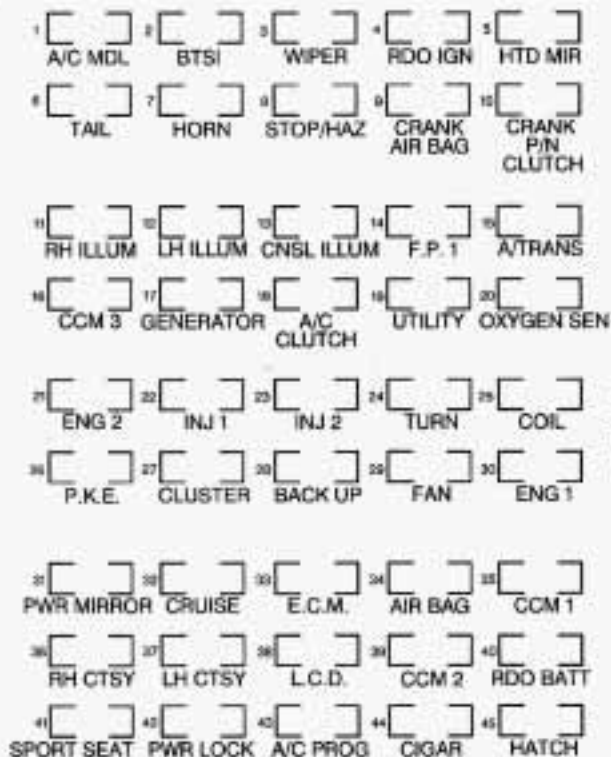 1 2 3 4 5
A/C MDL BTSI WIPER RDO IGN HTD MIR
6 7 8 9 10
TAIL HORN STOP/HAZ CRANK CRANK
AIR BAG P/N
CLUTCH
11 12 13 14 15
RH ILLUM LH ILLUM CNSL ILLUM F.P. 1 A/TRANS
16 17 18 19 20
CCM 3 GENERATOR A/C UTILITY OXYGEN SEN
CLUTCH
21 22 23 24 25
ENG 2 INJ 1 INJ 2 TURN COIL
26 27 28 29 30
P.K.E. CLUSTER BACK UP FAN ENG 1
31 32 33 34 35
PWR MIRROR CRUISE E.C.M. AIR BAG CCM 1
36 37 38 39 40
RH CTSY LH CTSY L.C.D. CCM 2 RDO BATT
41 42 43 44 45
SPORT SEAT PWR LOCK A/C PROG CIGAR HATCH